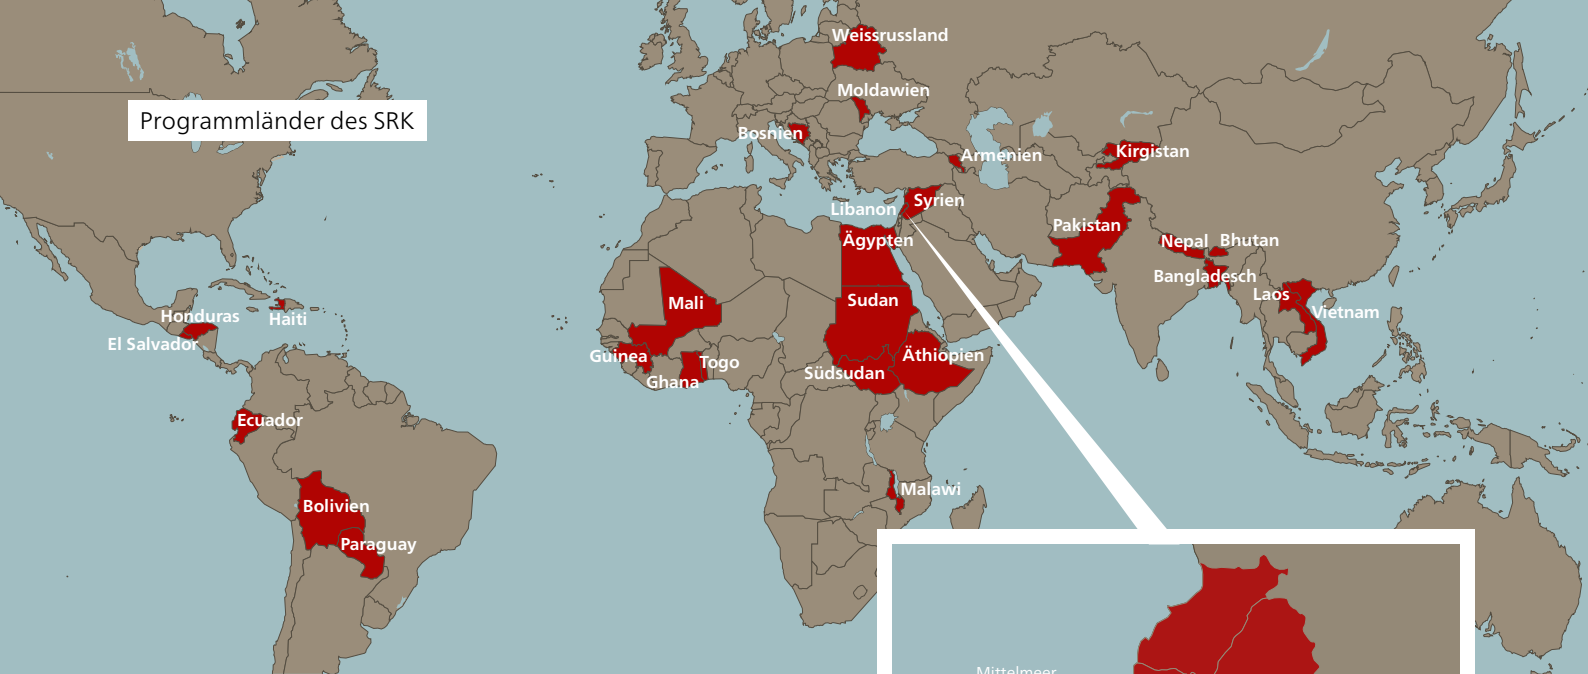 Weissrussland
Moldawien
Programmländer des SRK
Bosnien
Armenien
Kirgistan
Syrien
Libanon
Pakistan
Ägypten
Nepal
Bhutan
Bangladesch
Laos
Mali
Sudan
Vietnam
Honduras
Haiti
El Salvador
Guinea
Togo
Äthiopien
Südsudan
Ghana
Ecuador
Malawi
Bolivien
Paraguay
Mittelmeer